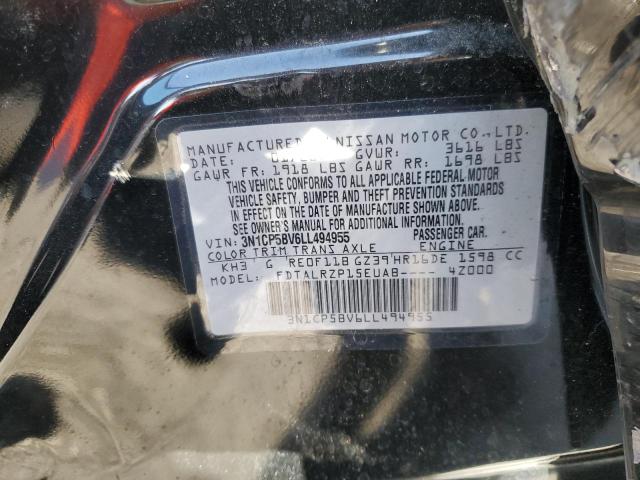 MANUFACTURED NISSAN MOTOR CO.,LTD.
DATE: GVWR: 3616 LBS
GAWR FR: 1918 LBS GAWR RR: 1698 LBS
THIS VEHICLE CONFORMS TO ALL APPLICABLE FEDERAL MOTOR
VEHICLE SAFETY, BUMPER AND THEFT PREVENTION STANDARDS
IN EFFECT ON THE DATE OF MANUFACTURE SHOWN ABOVE.
SEE OWNER'S MANUAL FOR ADDITIONAL INFORMATION.
VIN: 3N1CP5BV6LL494955 PASSENGER CAR.
COLOR TRIM TRANS AXLE ENGINE
KH3 G RE0F11B GZ39 HR16DE 1598 CC
MODEL: FDTALRZP15EUAB---- 4Z000
3N1CP5BV6LL494955